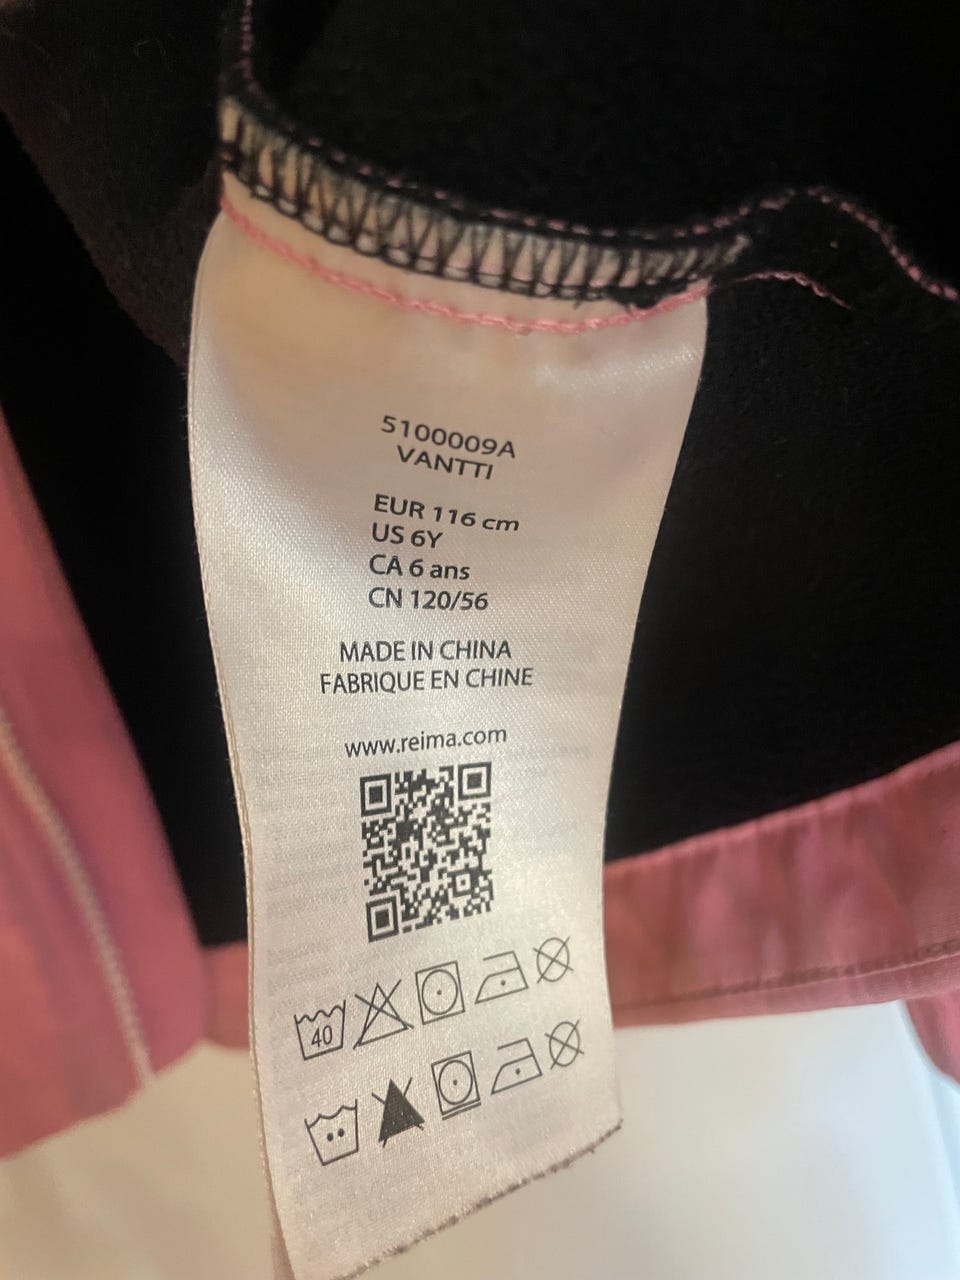 5100009A
VANTTI
EUR 116 cm
US 6Y
CA 6 ans
CN 120/56
MADE IN CHINA
FABRIQUE EN CHINE
www.reima.com
40